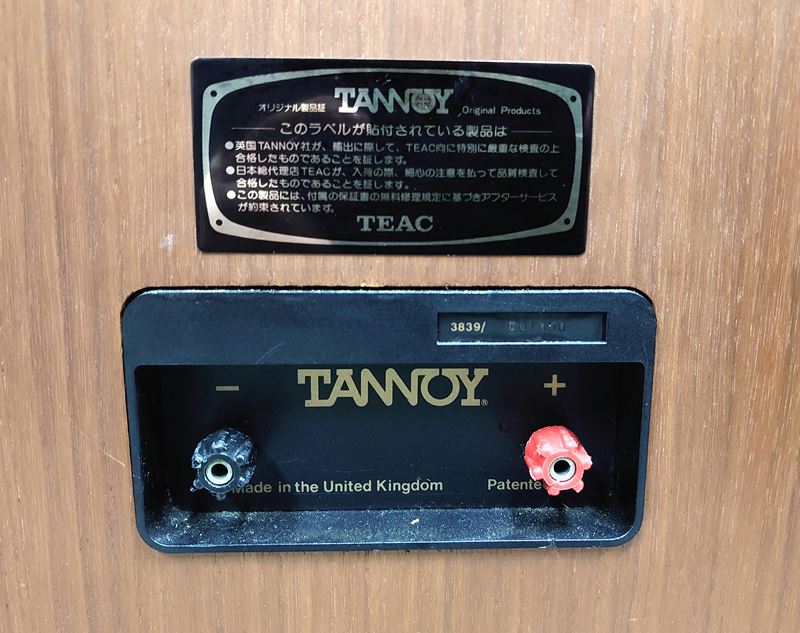 TANNOY
オリジナル製品証
Original Products
このラベルが貼付されている製品は
●英国TANNOY社が、輸出に際して、TEAC向に特別に厳重な検査の上
合格したものであることを証します。
●日本総代理店TEACが、入荷の際、細心の注意を払って品質検査して
合格したものであることを証します。
●この製品には、付属の保証書の無料修理規定に基づきアフターサービス
が約束されています。
TEAC
3839/
− TANNOY® +
Made in the United Kingdom
Patente